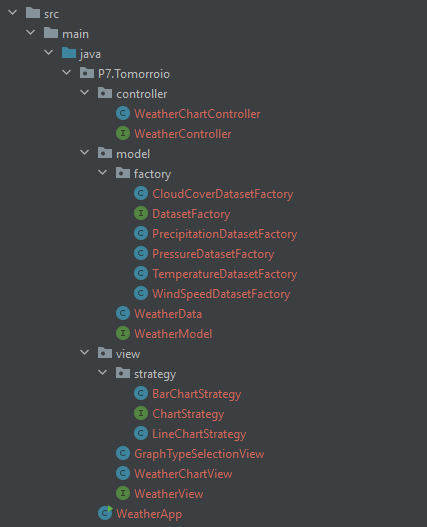 src
main
java
P7.Tomorroio
controller
C WeatherChartController
I WeatherController
model
factory
C CloudCoverDatasetFactory
I DatasetFactory
C PrecipitationDatasetFactory
C PressureDatasetFactory
C TemperatureDatasetFactory
C WindSpeedDatasetFactory
C WeatherData
I WeatherModel
view
strategy
C BarChartStrategy
I ChartStrategy
C LineChartStrategy
C GraphTypeSelectionView
C WeatherChartView
I WeatherView
C WeatherApp